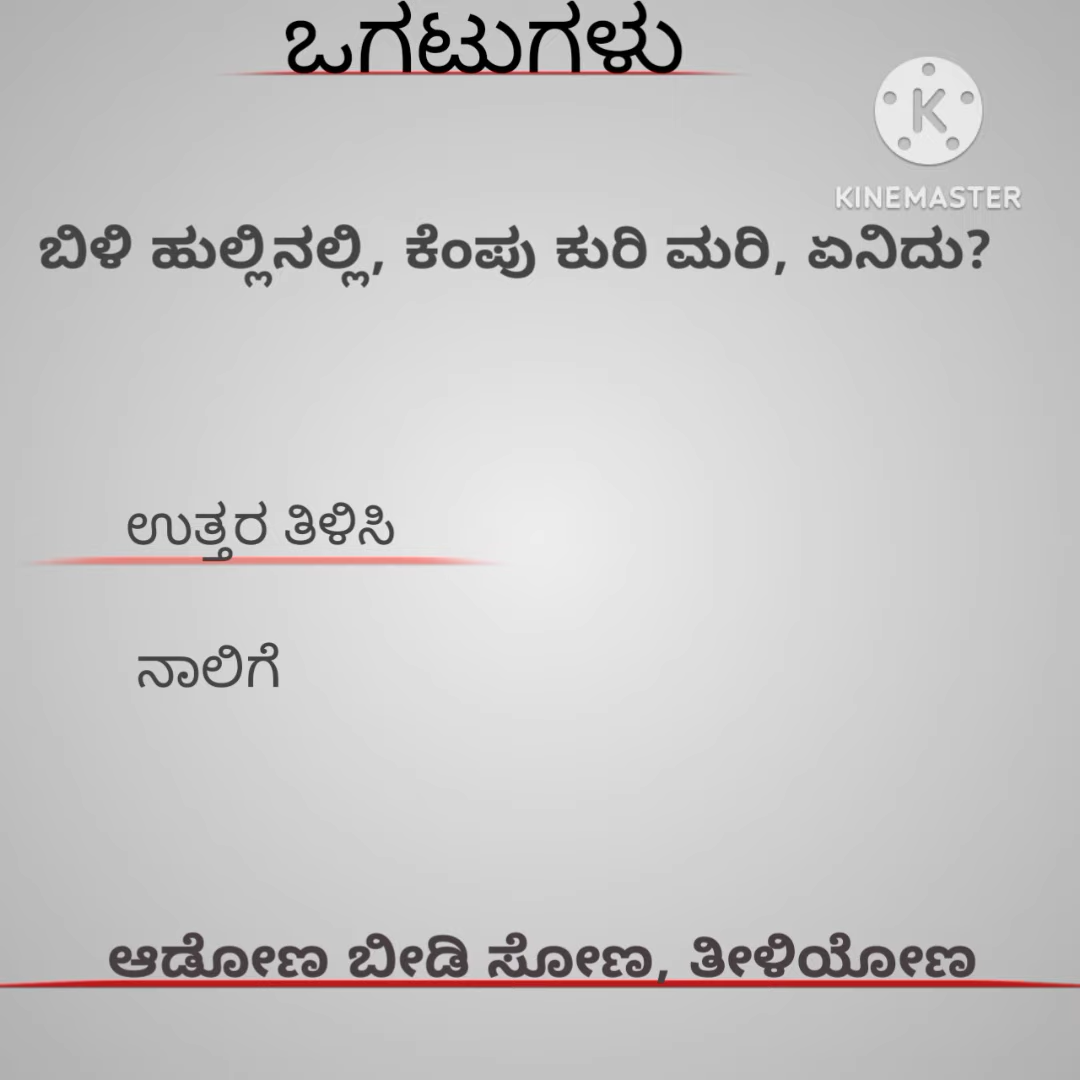 ಒಗಟುಗಳು
KINEMASTER
ಬಿಳಿ ಹುಲ್ಲಿನಲ್ಲಿ, ಕೆಂಪು ಕುರಿ ಮರಿ, ಏನಿದು?
ಉತ್ತರ ತಿಳಿಸಿ
ನಾಲಿಗೆ
ಆಡೋಣ ಬೀಡಿ ಸೋಣ, ತೀಳಿಯೋಣ